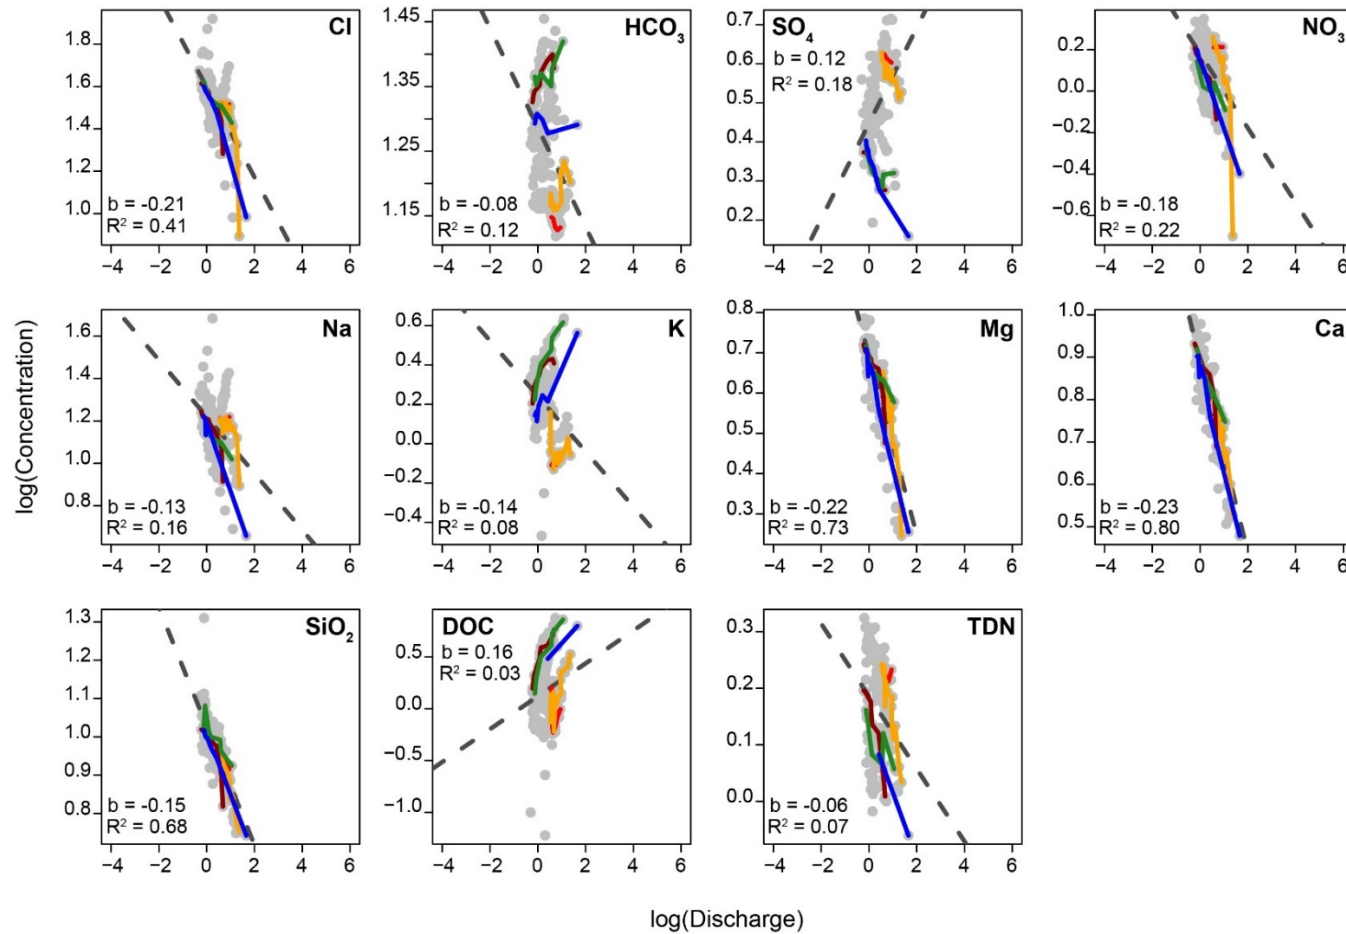 Cl
1.8
1.6
1.4
1.2
1.0
b = -0.21
R² = 0.41
−4 −2 0 2 4 6
HCO₃
1.45
1.35
1.25
1.15
b = -0.08
R² = 0.12
−4 −2 0 2 4 6
SO₄
b = 0.12
R² = 0.18
0.7
0.6
0.5
0.4
0.3
0.2
−4 −2 0 2 4 6
NO₃
0.2
0.0
−0.2
−0.4
−0.6
b = -0.18
R² = 0.22
−4 −2 0 2 4 6
log(Concentration)
Na
1.6
1.4
1.2
1.0
0.8
b = -0.13
R² = 0.16
−4 −2 0 2 4 6
K
0.6
0.4
0.2
0.0
−0.2
−0.4
b = -0.14
R² = 0.08
−4 −2 0 2 4 6
Mg
0.8
0.7
0.6
0.5
0.4
0.3
b = -0.22
R² = 0.73
−4 −2 0 2 4 6
Ca
1.0
0.9
0.8
0.7
0.6
0.5
b = -0.23
R² = 0.80
−4 −2 0 2 4 6
SiO₂
1.3
1.2
1.1
1.0
0.9
0.8
b = -0.15
R² = 0.68
−4 −2 0 2 4 6
DOC
b = 0.16
R² = 0.03
0.5
0.0
−0.5
−1.0
−4 −2 0 2 4 6
TDN
0.3
0.2
0.1
0.0
b = -0.06
R² = 0.07
−4 −2 0 2 4 6
log(Discharge)